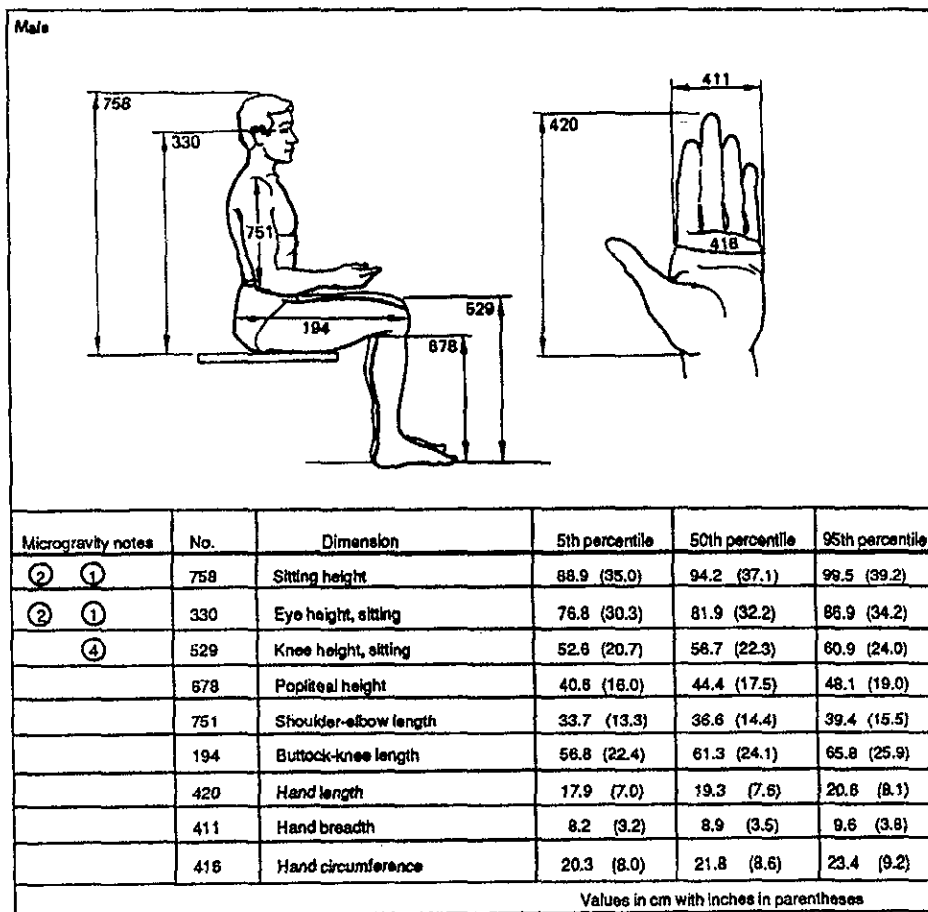 Male
411
758
420
330
751
416
529
194
678
Microgravity notes No. Dimension 5th percentile 50th percentile 95th percentile
② ① 758 Sitting height 88.9 (35.0) 94.2 (37.1) 99.5 (39.2)
② ① 330 Eye height, sitting 76.8 (30.3) 81.9 (32.2) 86.9 (34.2)
④ 529 Knee height, sitting 52.6 (20.7) 56.7 (22.3) 60.9 (24.0)
678 Popliteal height 40.6 (16.0) 44.4 (17.5) 48.1 (19.0)
751 Shoulder-elbow length 33.7 (13.3) 36.6 (14.4) 39.4 (15.5)
194 Buttock-knee length 56.8 (22.4) 61.3 (24.1) 65.8 (25.9)
420 Hand length 17.9 (7.0) 19.3 (7.6) 20.6 (8.1)
411 Hand breadth 8.2 (3.2) 8.9 (3.5) 9.6 (3.8)
416 Hand circumference 20.3 (8.0) 21.8 (8.6) 23.4 (9.2)
Values in cm with inches in parentheses